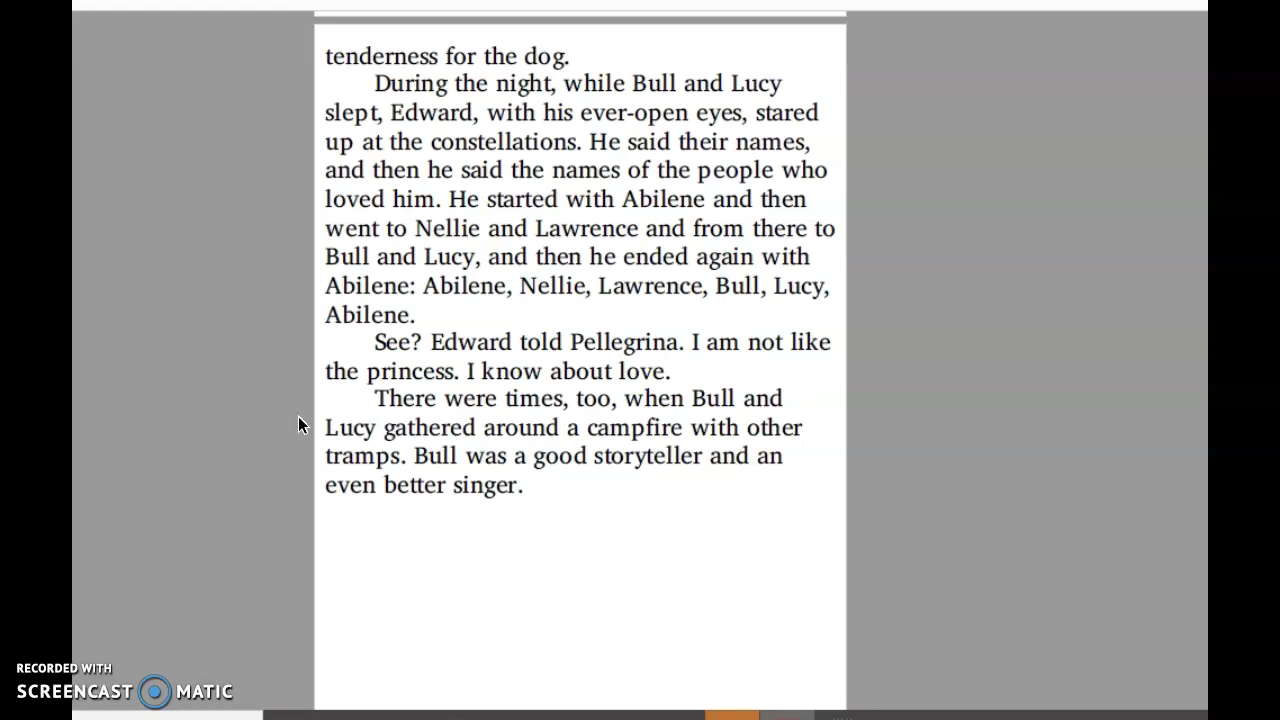 tenderness for the dog.
During the night, while Bull and Lucy
slept, Edward, with his ever-open eyes, stared
up at the constellations. He said their names,
and then he said the names of the people who
loved him. He started with Abilene and then
went to Nellie and Lawrence and from there to
Bull and Lucy, and then he ended again with
Abilene: Abilene, Nellie, Lawrence, Bull, Lucy,
Abilene.
See? Edward told Pellegrina. I am not like
the princess. I know about love.
There were times, too, when Bull and
Lucy gathered around a campfire with other
tramps. Bull was a good storyteller and an
even better singer.
RECORDED WITH
SCREENCAST MATIC